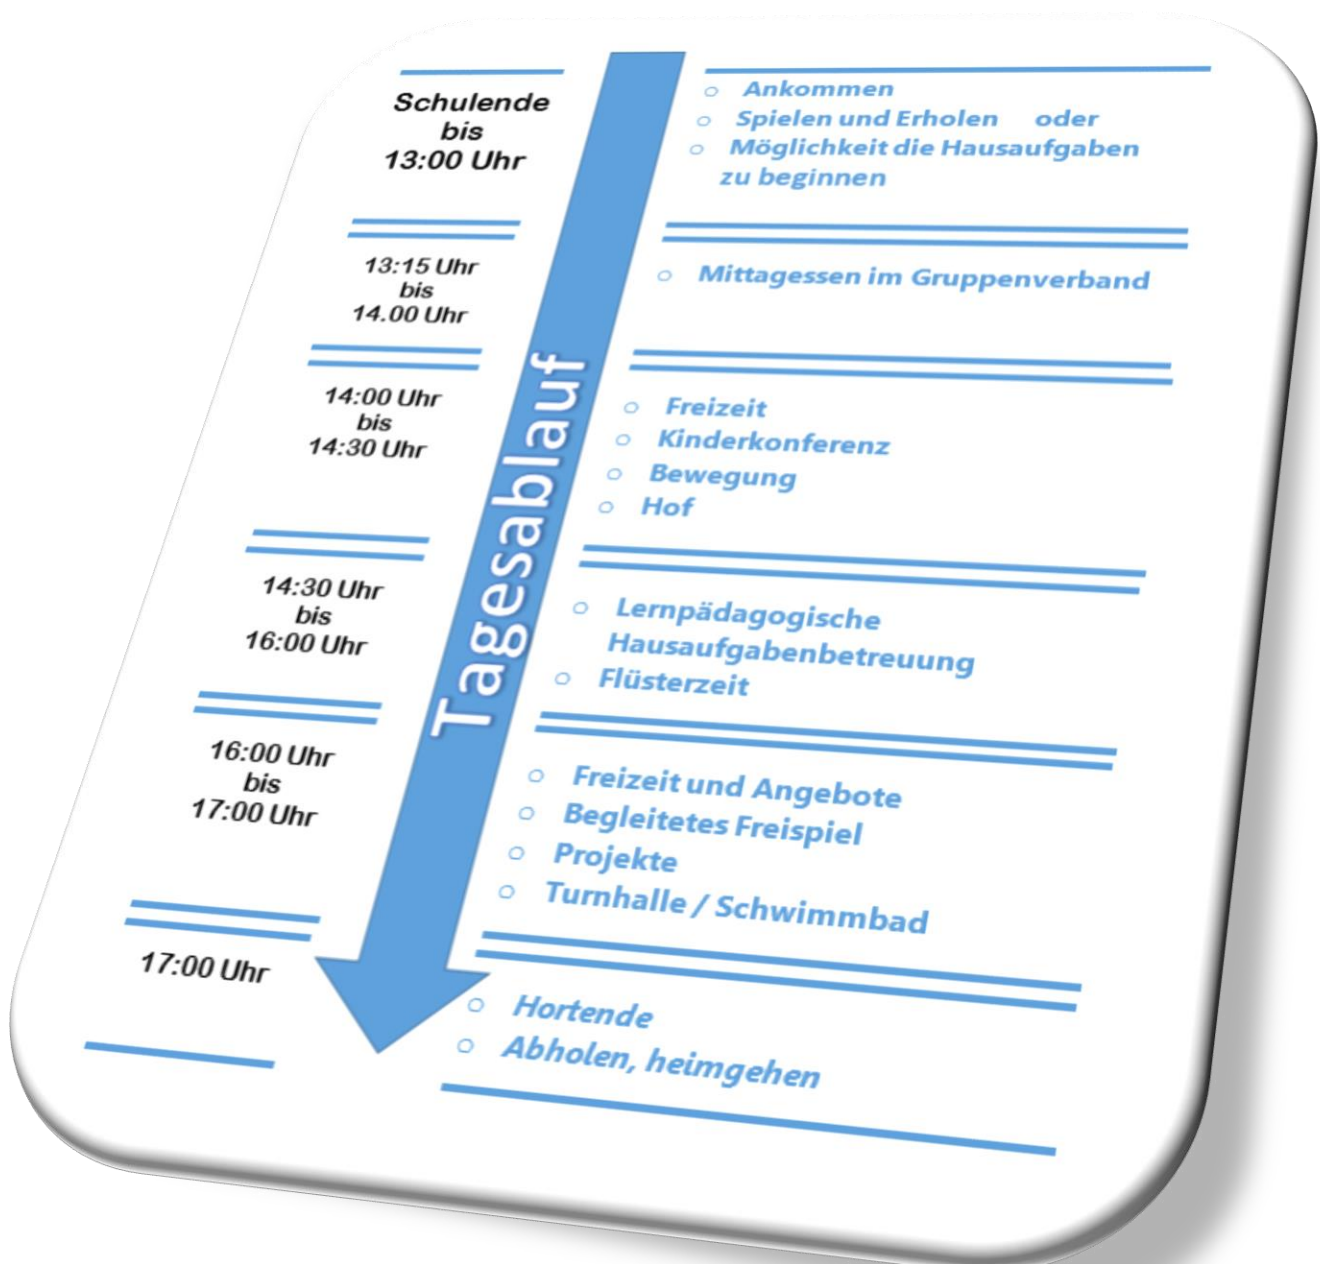 Schulende
bis
13:00 Uhr
o Ankommen
o Spielen und Erholen oder
o Möglichkeit die Hausaufgaben
zu beginnen
13:15 Uhr
bis
14.00 Uhr
o Mittagessen im Gruppenverband
14:00 Uhr
bis
14:30 Uhr
o Freizeit
o Kinderkonferenz
o Bewegung
o Hof
Tagesablauf
14:30 Uhr
bis
16:00 Uhr
o Lernpädagogische
Hausaufgabenbetreuung
o Flüsterzeit
16:00 Uhr
bis
17:00 Uhr
o Freizeit und Angebote
o Begleitetes Freispiel
o Projekte
o Turnhalle / Schwimmbad
17:00 Uhr
o Hortende
o Abholen, heimgehen